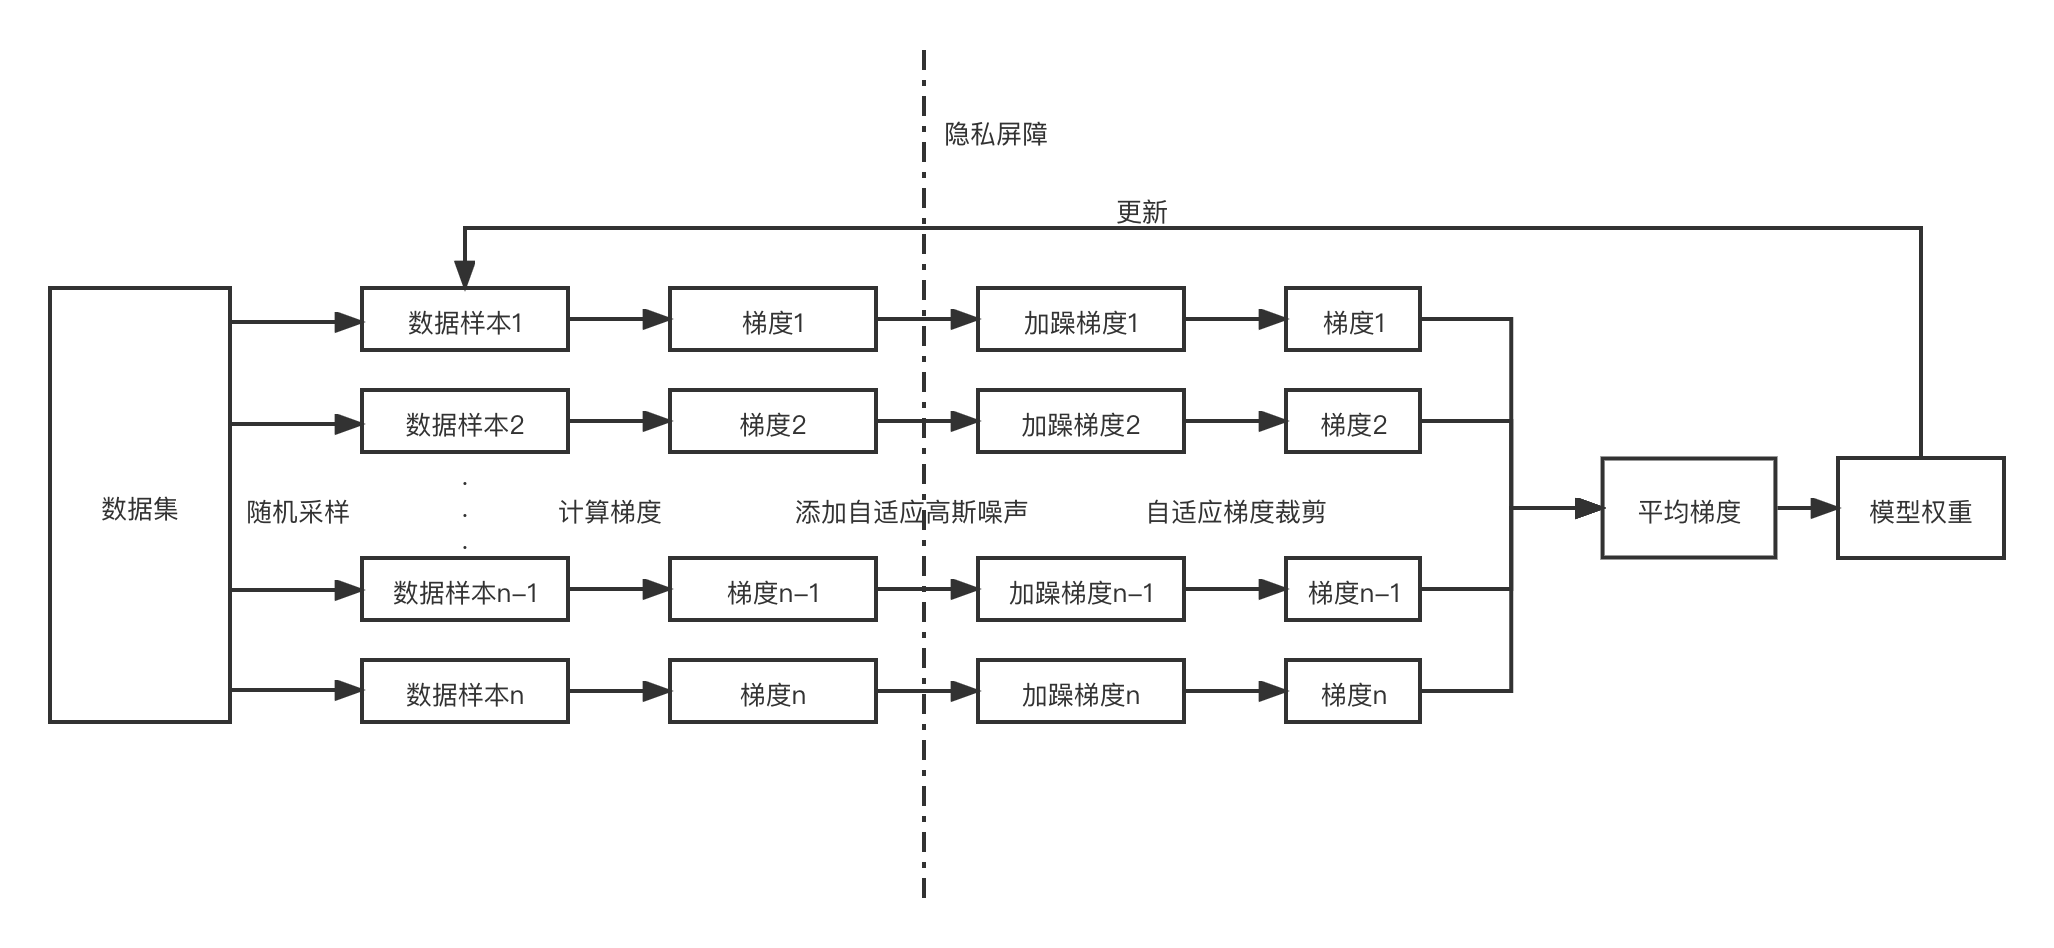 隐私屏障
更新
数据样本1
梯度1
加躁梯度1
梯度1
数据样本2
梯度2
加躁梯度2
梯度2
数据集
随机采样
.
.
.
计算梯度
添加自适应高斯噪声
自适应梯度裁剪
平均梯度
模型权重
数据样本n-1
梯度n-1
加躁梯度n-1
梯度n-1
数据样本n
梯度n
加躁梯度n
梯度n